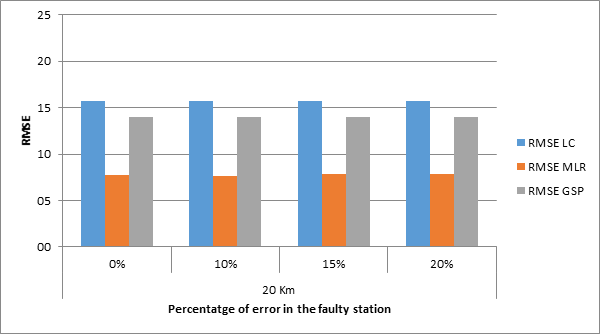 25
20
15
10
05
00
RMSE
0%
10%
15%
20%
20 Km
Percentatge of error in the faulty station
RMSE LC
RMSE MLR
RMSE GSP